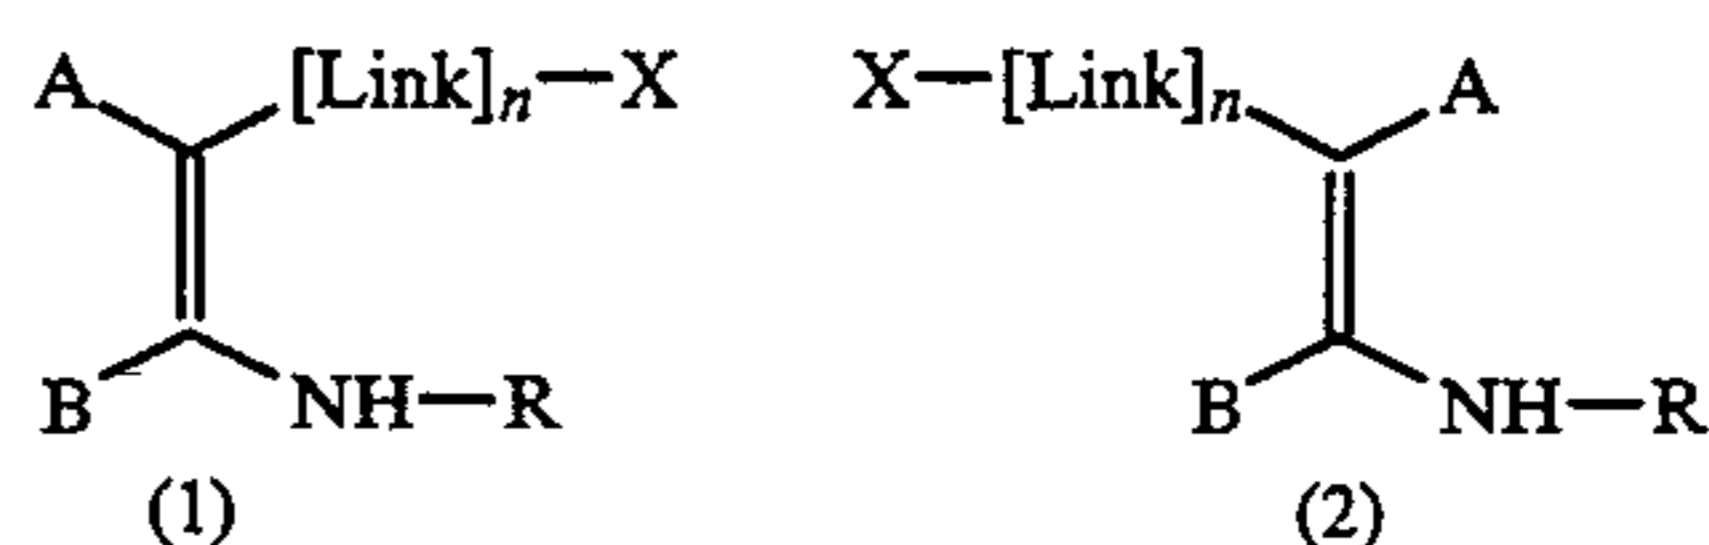 A [Link]n—X X—[Link]n A
B NH—R B NH—R
(1) (2)